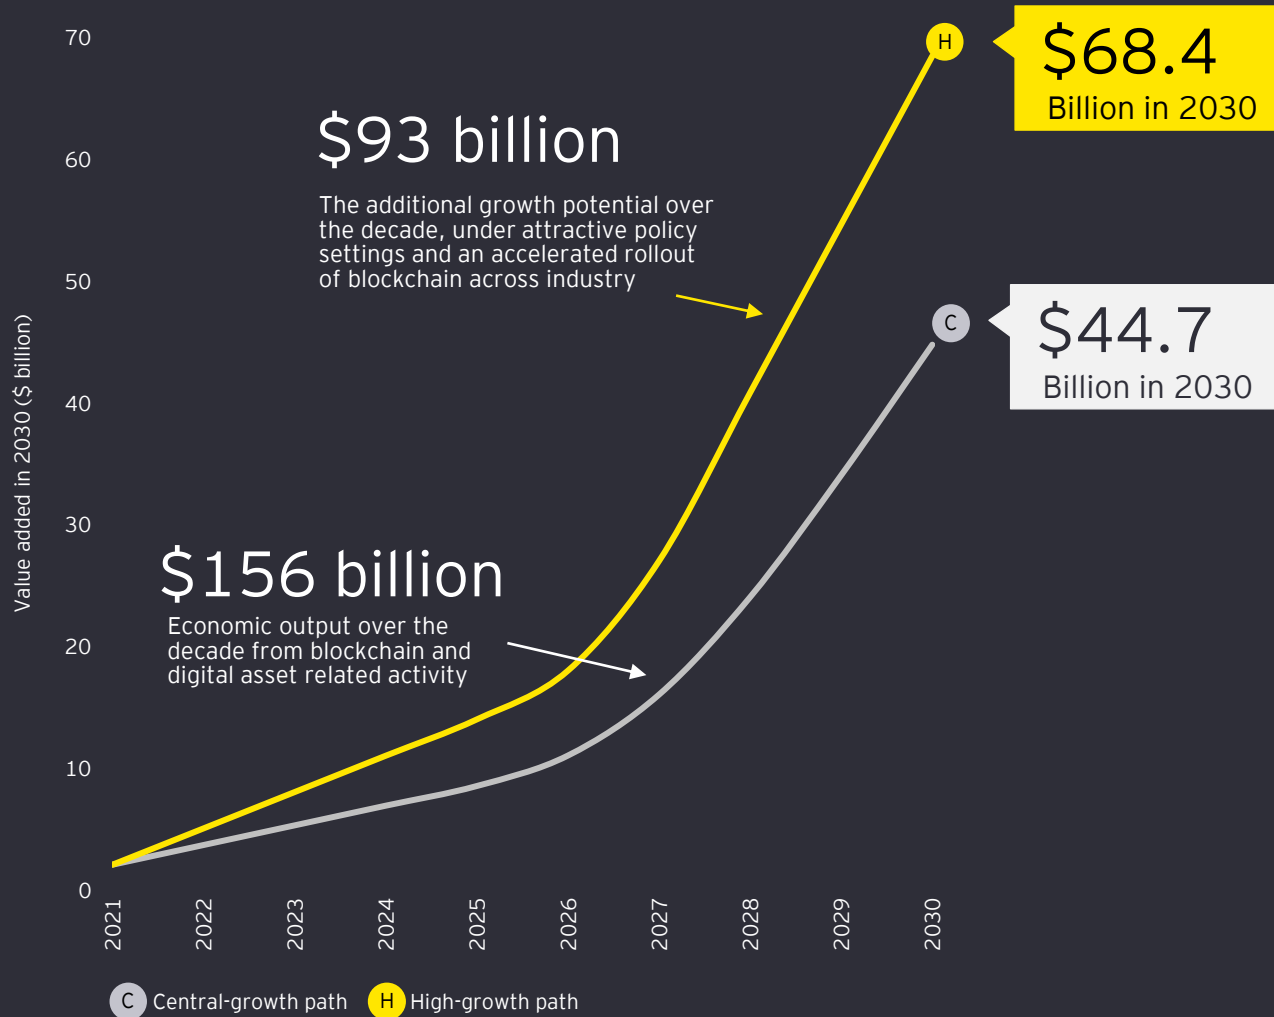 70
60
50
40
30
20
10
0
Value added in 2030 ($ billion)
$93 billion
The additional growth potential over
the decade, under attractive policy
settings and an accelerated rollout
of blockchain across industry
$156 billion
Economic output over the
decade from blockchain and
digital asset related activity
H
$68.4
Billion in 2030
C
$44.7
Billion in 2030
2021
2022
2023
2024
2025
2026
2027
2028
2029
2030
C Central-growth path
H High-growth path